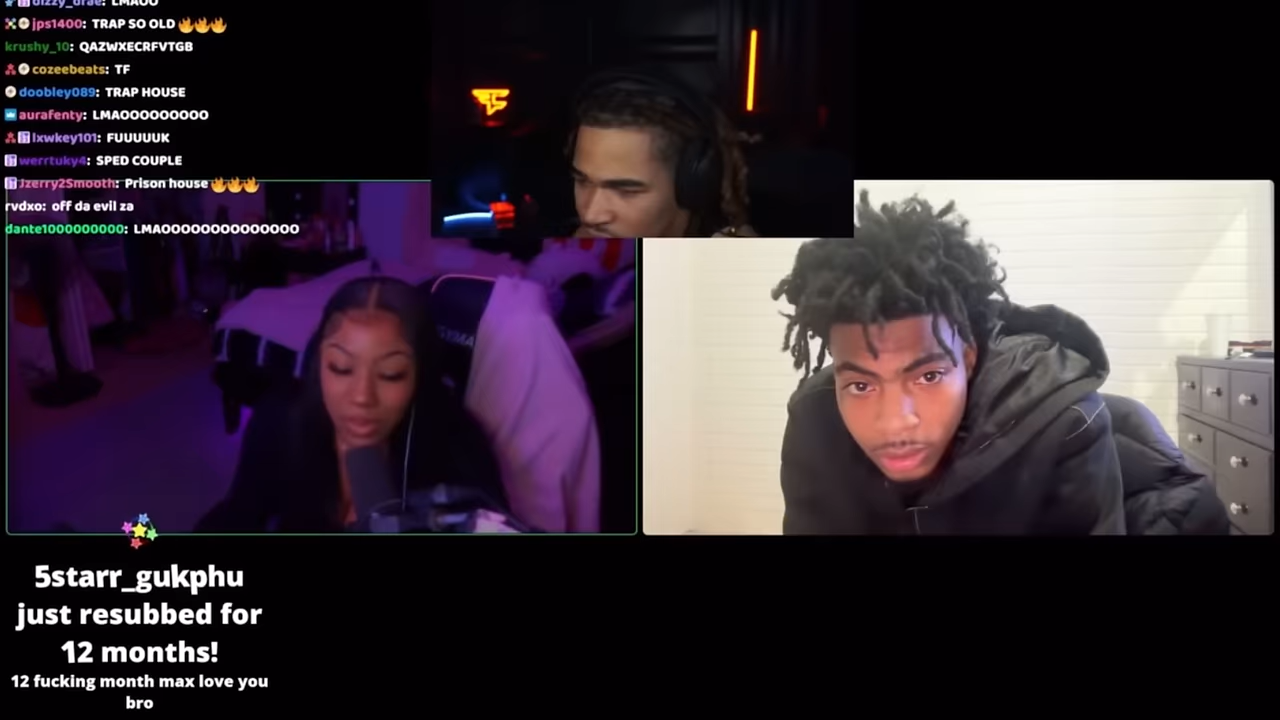 dizzy_drae: LMAOO
jps1400: TRAP SO OLD 🔥🔥🔥
krushy_10: QAZWXECRFVTGB
cozeebeats: TF
doobley089: TRAP HOUSE
aurafenty: LMAOOOOOOOOO
lxwkey101: FUUUUUK
werrtuky4: SPED COUPLE
Jzerry2Smooth: Prison house 🔥🔥🔥
rvdxo: off da evil za
dante1000000000: LMAOOOOOOOOOOOOOO
5starr_gukphu
just resubbed for
12 months!
12 fucking month max love you
bro